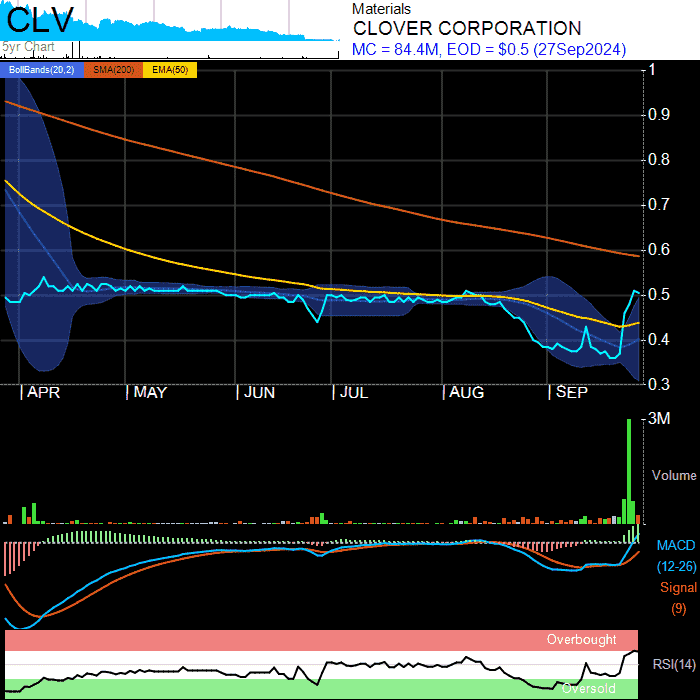 CLV
5yr Chart
Materials
CLOVER CORPORATION
MC = 84.4M, EOD = $0.5 (27Sep2024)
BollBands(20,2) SMA(200) EMA(50)
1
0.9
0.8
0.7
0.6
0.5
0.4
0.3
APR MAY JUN JUL AUG SEP
3M
Volume
MACD
(12-26)
Signal
(9)
Overbought
RSI(14)
Oversold